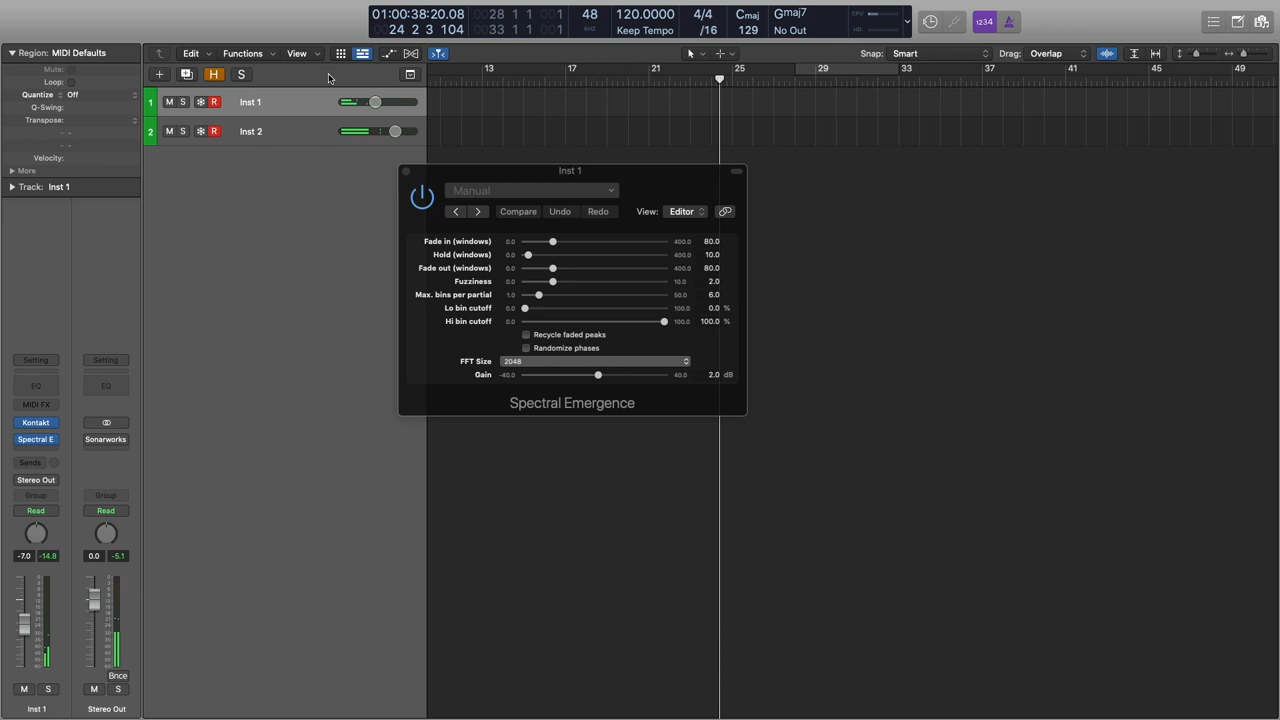 01:00:38:20.08 0028 1 1 1 48 120.0000 4/4 Cmaj Gmaj7 CPU
24 2 3 104 0033 1 1 1 KHZ Keep Tempo /16 129 No Out 1234
Region: MIDI Defaults Edit Functions View Snap: Smart Drag: Overlap
Mute:
Loop:
Quantize Off
Q-Swing:
Transpose:
Velocity:
More
Track: Inst 1
H S
13 17 21 25 29 33 37 41 45 49
1 M S R Inst 1
2 M S R Inst 2
Inst 1
Manual
Compare Undo Redo View: Editor
Fade in (windows) 0.0 400.0 80.0
Hold (windows) 0.0 400.0 10.0
Fade out (windows) 0.0 400.0 80.0
Fuzziness 0.0 10.0 2.0
Max. bins per partial 1.0 50.0 6.0
Lo bin cutoff 0.0 100.0 0.0 %
Hi bin cutoff 0.0 100.0 100.0 %
Recycle faded peaks
Randomize phases
FFT Size 2048
Gain -40.0 40.0 2.0 dB
Spectral Emergence
Setting Setting
EQ EQ
MIDI FX
Kontakt
Spectral E Sonarworks
Sends
Stereo Out
Group Group
Read Read
-7.0 -14.8 0.0 -5.1
Bnce
M S M S
Inst 1 Stereo Out